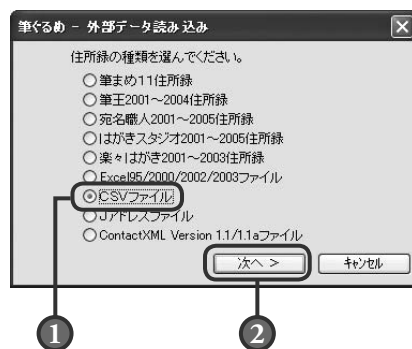 筆ぐるめ - 外部データ読み込み
住所録の種類を選んでください。
筆まめ11住所録
筆王2001～2004住所録
宛名職人2001～2005住所録
はがきスタジオ2001～2005住所録
楽々はがき2001～2003住所録
Excel95/2000/2002/2003ファイル
CSVファイル
Jアドレスファイル
ContactXML Version 1.1/1.1aファイル
次へ > キャンセル
1 2